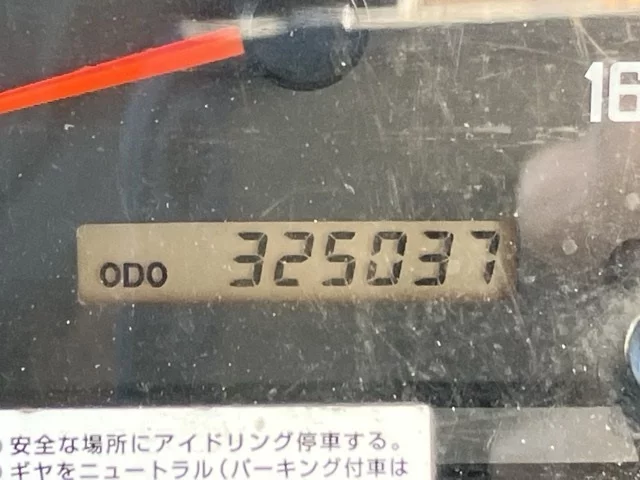 16
ODO 325037
安全な場所にアイドリング停車する。
ギヤをニュートラル(パーキング付車は